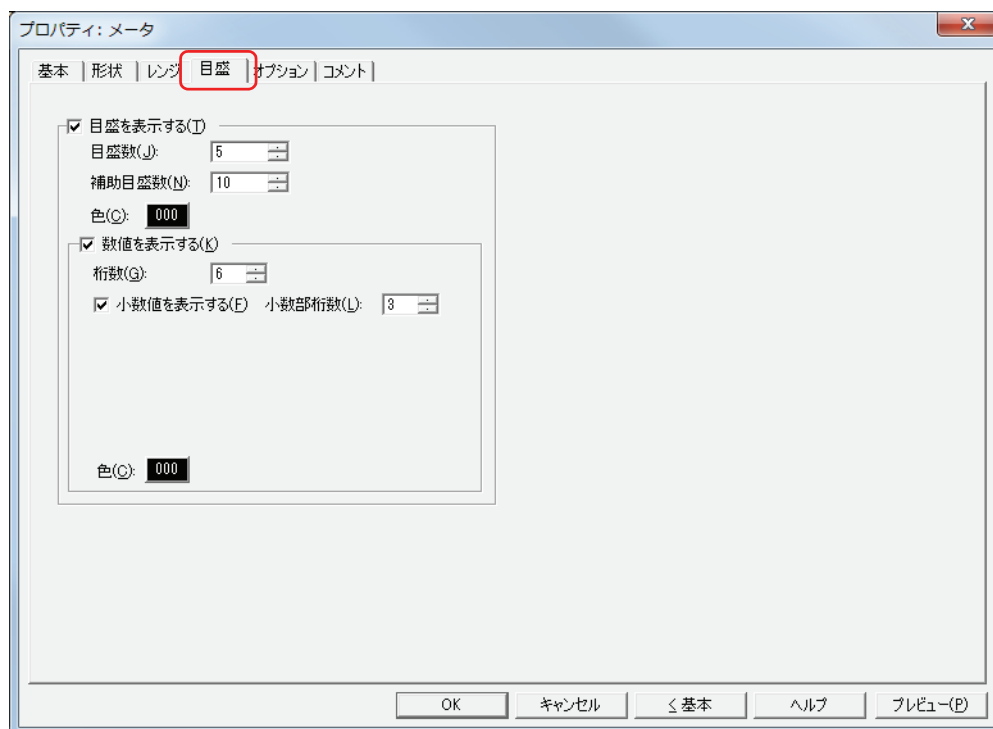 プロパティ: メータ
基本 形状 レンジ 目盛 オプション コメント
目盛を表示する(T)
目盛数(J): 5
補助目盛数(N): 10
色(C): 000
数値を表示する(K)
桁数(G): 6
小数値を表示する(F) 小数部桁数(L): 3
色(C): 000
OK キャンセル < 基本 ヘルプ プレビュー(P)